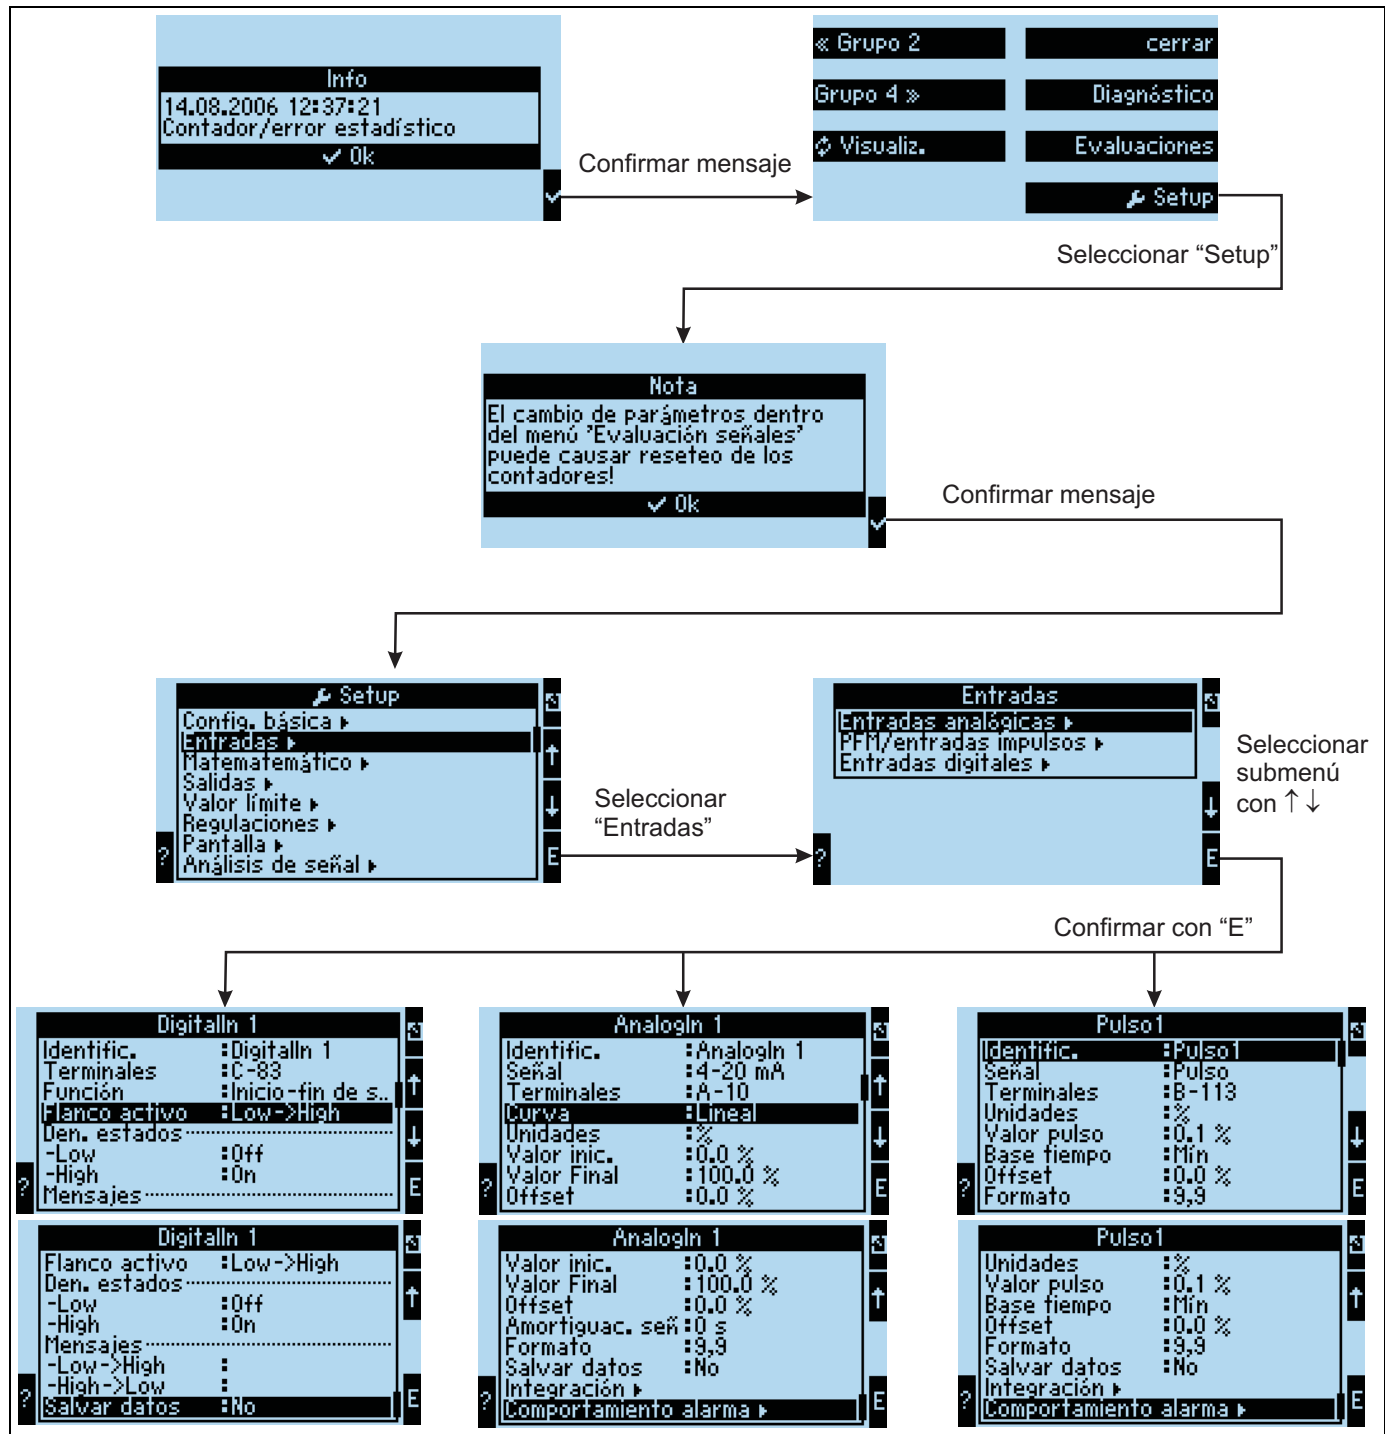 Info
14.08.2006 12:37:21
Contador/error estadístico
✓ Ok
Confirmar mensaje
« Grupo 2
cerrar
Grupo 4 »
Diagnóstico
Visualiz.
Evaluaciones
Setup
Seleccionar “Setup”
Nota
El cambio de parámetros dentro
del menú 'Evaluación señales'
puede causar reseteo de los
contadores!
✓ Ok
Confirmar mensaje
Setup
Config. básica ▸
Entradas ▸
Matematemático ▸
Salidas ▸
Valor límite ▸
Regulaciones ▸
Pantalla ▸
Análisis de señal ▸
↑
↓
?
E
Seleccionar
“Entradas”
Entradas
Entradas analógicas ▸
PFM/entradas impulsos ▸
Entradas digitales ▸
↓
?
E
Seleccionar
submenú
con ↑ ↓
Confirmar con “E”
DigitalIn 1
Identific. :DigitalIn 1
Terminales :C-83
Función :Inicio-fin de s..
Flanco activo :Low->High
Den. estados
-Low :Off
-High :On
Mensajes
↑
↓
?
E
AnalogIn 1
Identific. :AnalogIn 1
Señal :4-20 mA
Terminales :A-10
Curva :Lineal
Unidades :%
Valor inic. :0.0 %
Valor Final :100.0 %
Offset :0.0 %
↑
↓
?
E
Pulso1
Identific. :Pulso1
Señal :Pulso
Terminales :B-113
Unidades :%
Valor pulso :0.1 %
Base tiempo :Mín
Offset :0.0 %
Formato :9,9
↓
?
E
DigitalIn 1
Flanco activo :Low->High
Den. estados
-Low :Off
-High :On
Mensajes
-Low->High :
-High->Low :
Salvar datos :No
↑
?
E
AnalogIn 1
Valor inic. :0.0 %
Valor Final :100.0 %
Offset :0.0 %
Amortiguac. señ:0 s
Formato :9,9
Salvar datos :No
Integración ▸
Comportamiento alarma ▸
↑
?
E
Pulso1
Unidades :%
Valor pulso :0.1 %
Base tiempo :Mín
Offset :0.0 %
Formato :9,9
Salvar datos :No
Integración ▸
Comportamiento alarma ▸
↑
?
E